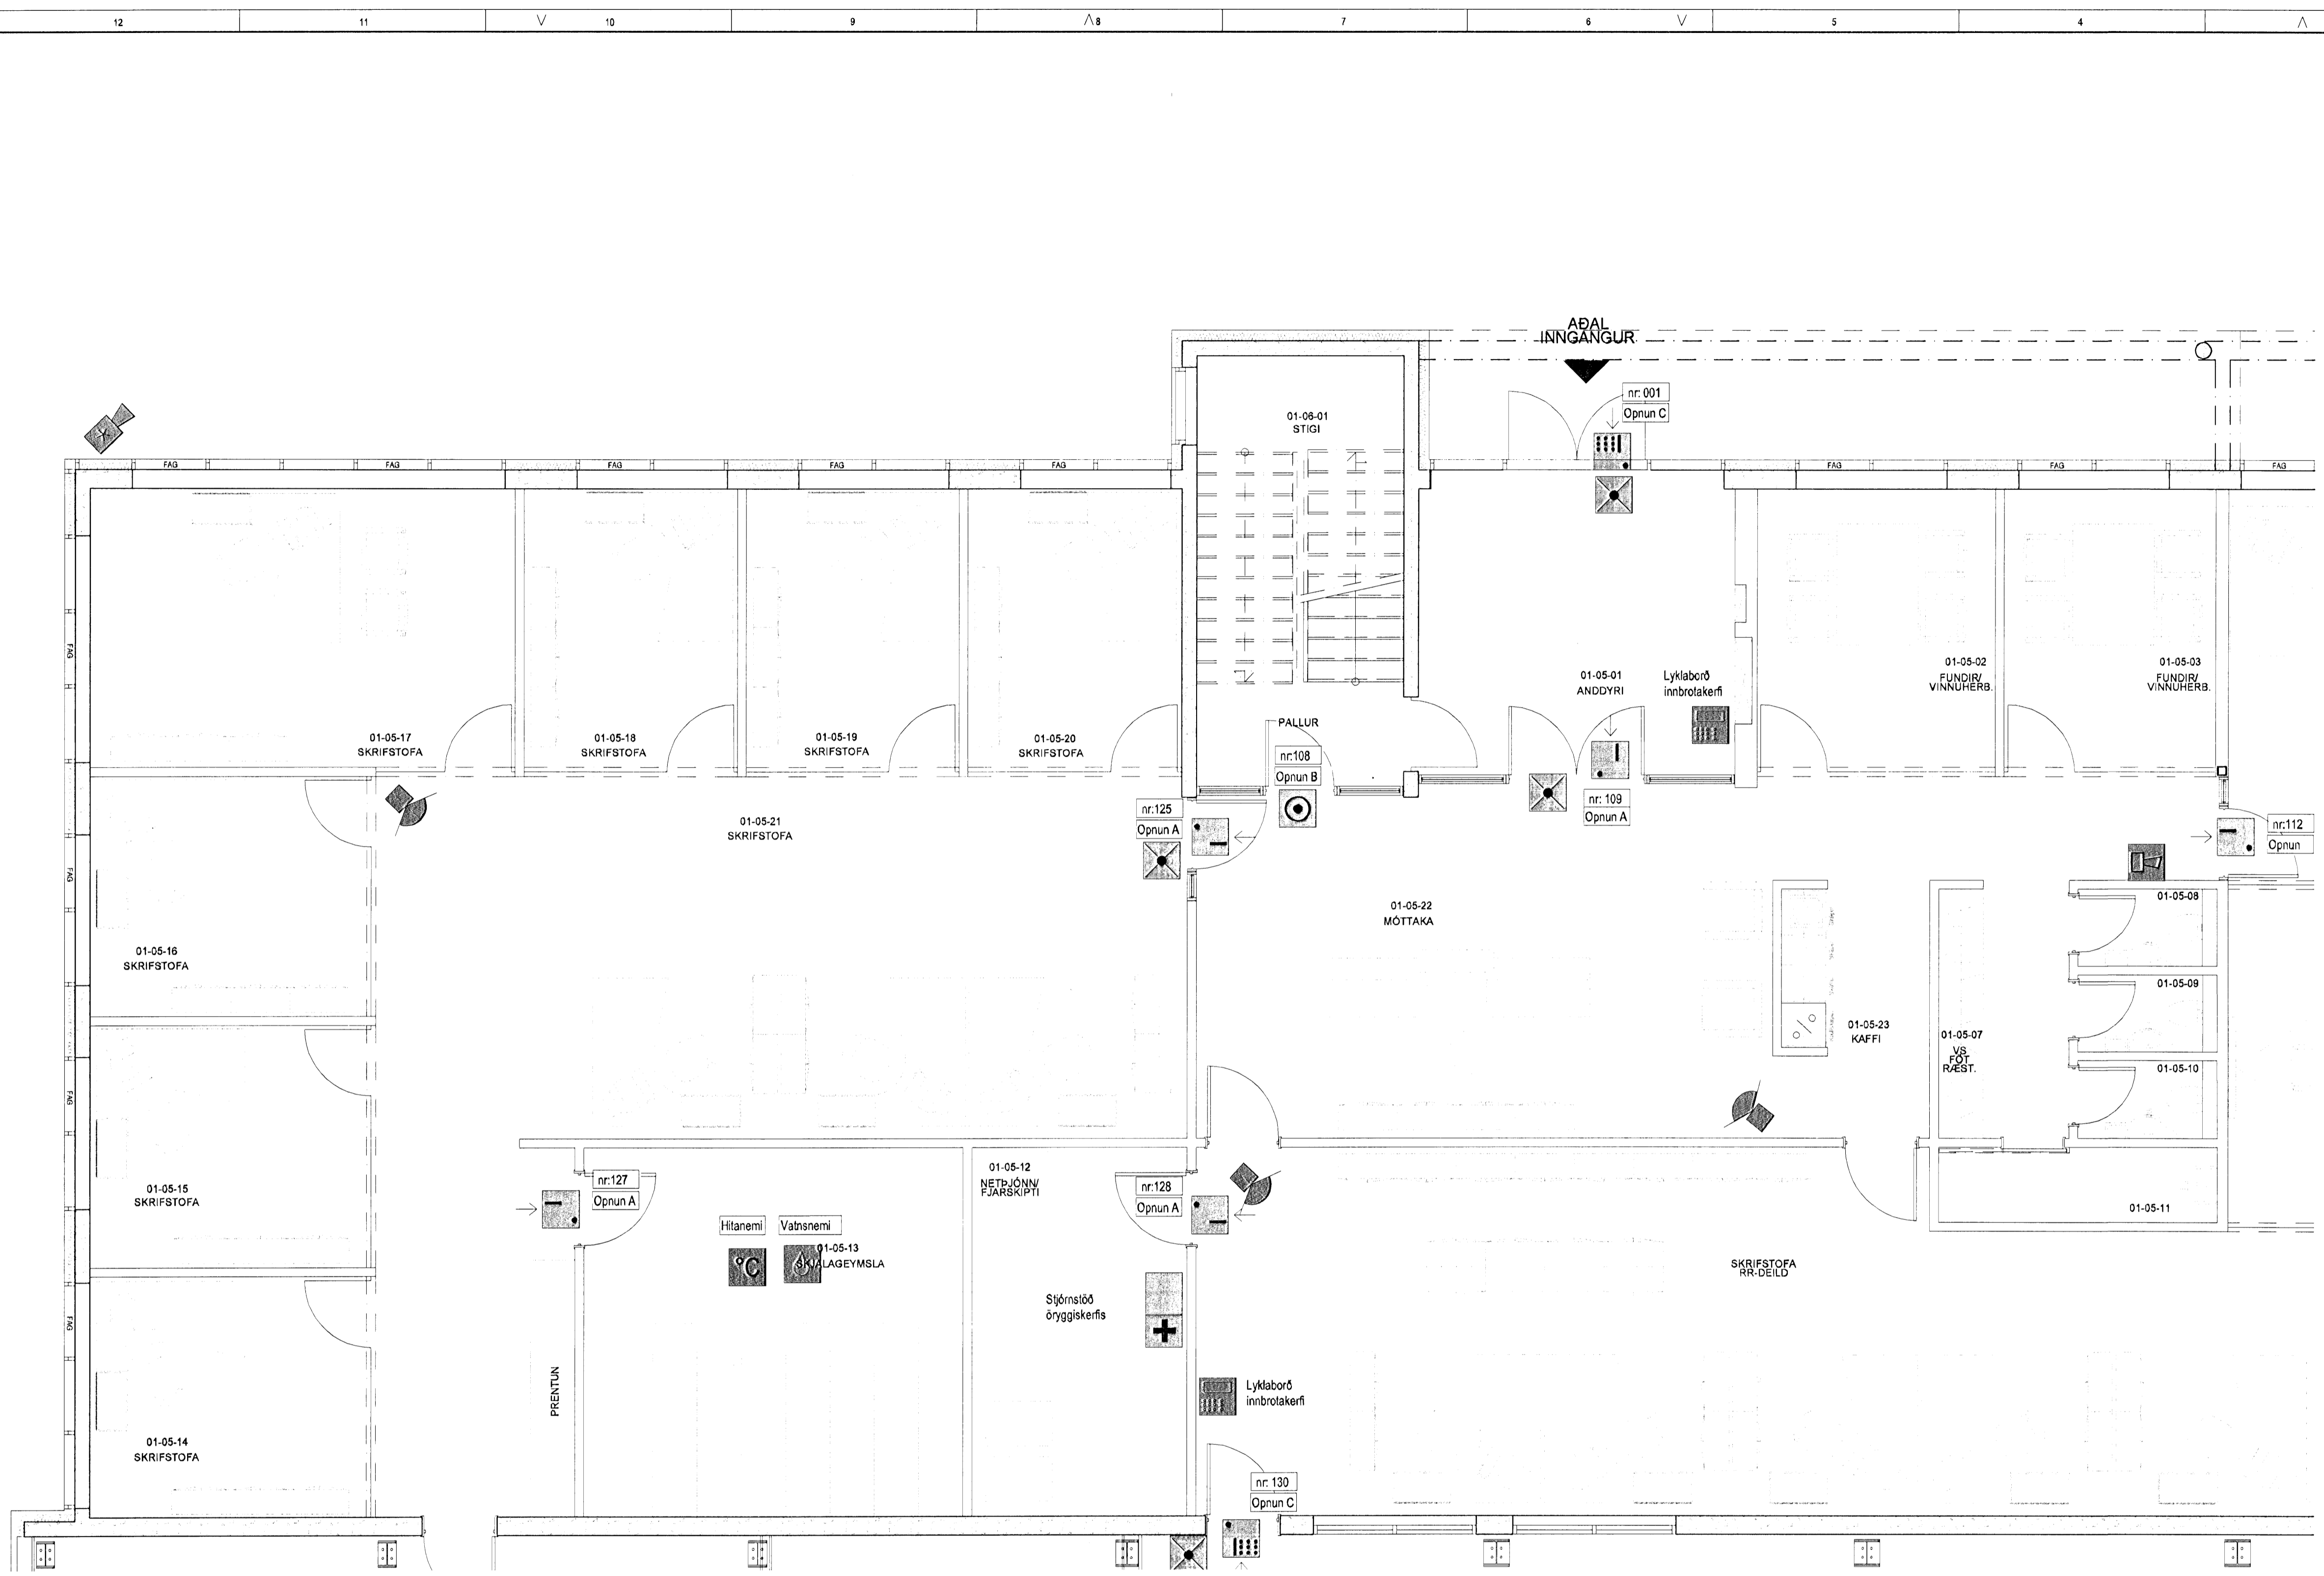 12 11 10 9 8 7 6 5 4
AÐAL
INNGANGUR
nr: 001
Opnun C
01-06-01
STIGI
FAG FAG FAG FAG FAG FAG FAG FAG
FAG
FAG
FAG
FAG
01-05-17
SKRIFSTOFA
01-05-18
SKRIFSTOFA
01-05-19
SKRIFSTOFA
01-05-20
SKRIFSTOFA
PALLUR
nr:108
Opnun B
01-05-01
ANDDYRI
Lyklaborð
innbrotakerfi
01-05-02
FUNDIR/
VINNUHERB.
01-05-03
FUNDIR/
VINNUHERB.
nr:125
Opnun A
nr: 109
Opnun A
nr:112
Opnun
01-05-21
SKRIFSTOFA
01-05-22
MÓTTAKA
01-05-08
01-05-09
01-05-10
01-05-16
SKRIFSTOFA
01-05-23
KAFFI
01-05-07
VS
FÖT
RÆST.
01-05-12
NETÞJÓNN/
FJARSKIPTI
nr:127
Opnun A
nr:128
Opnun A
01-05-15
SKRIFSTOFA
01-05-11
Hitanemi
Vatnsnemi
°C
01-05-13
SKJALAGEYMSLA
SKRIFSTOFA
RR-DEILD
Stjórnstöð
öryggiskerfis
PRENTUN
Lyklaborð
innbrotakerfi
01-05-14
SKRIFSTOFA
nr: 130
Opnun C